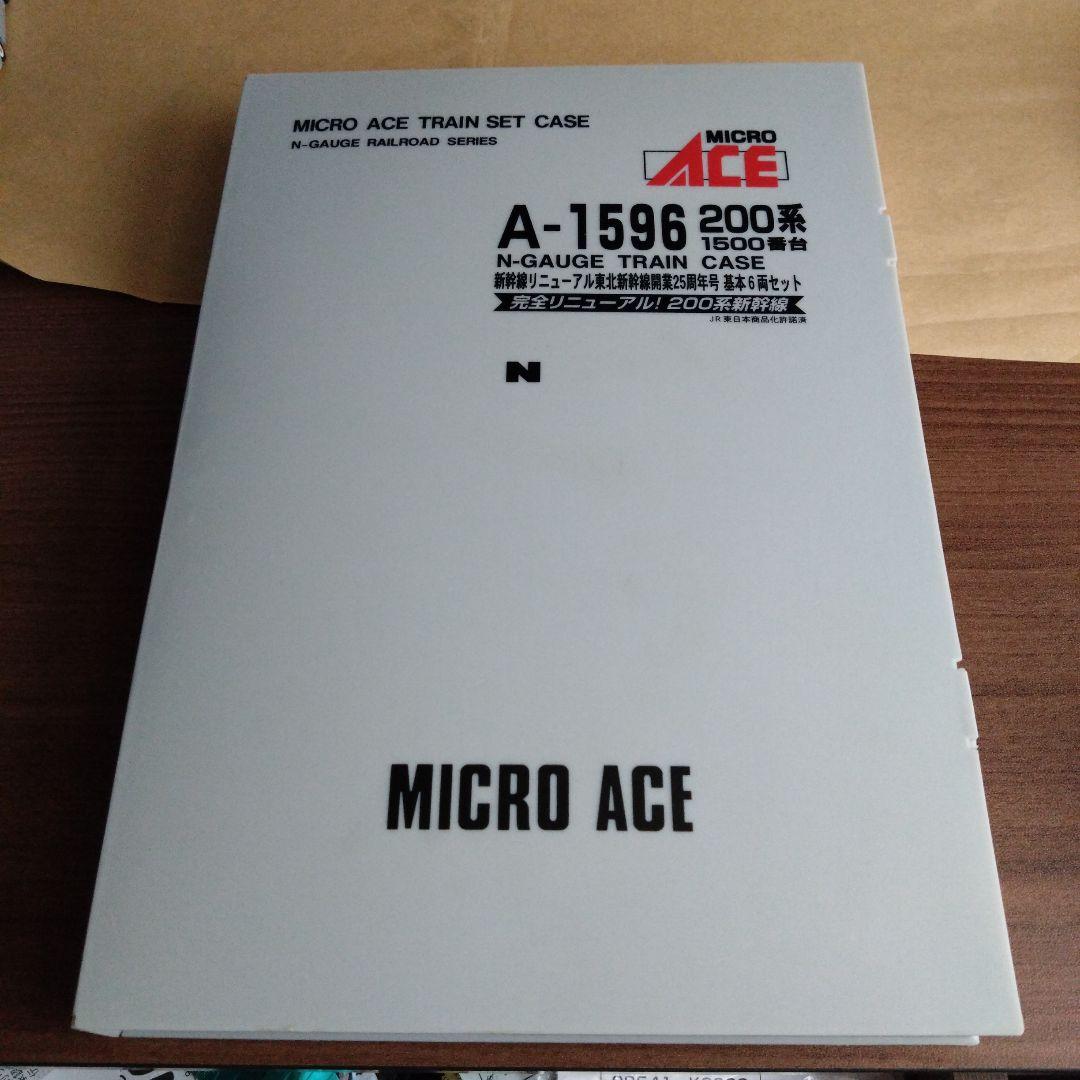 MICRO ACE TRAIN SET CASE
N-GAUGE RAILROAD SERIES
MICRO
ACE
A-1596 200系
1500番台
N-GAUGE TRAIN CASE
新幹線リニューアル東北新幹線開業25周年号 基本6両セット
完全リニューアル! 200系新幹線
JR東日本商品化許諾済
N
MICRO ACE